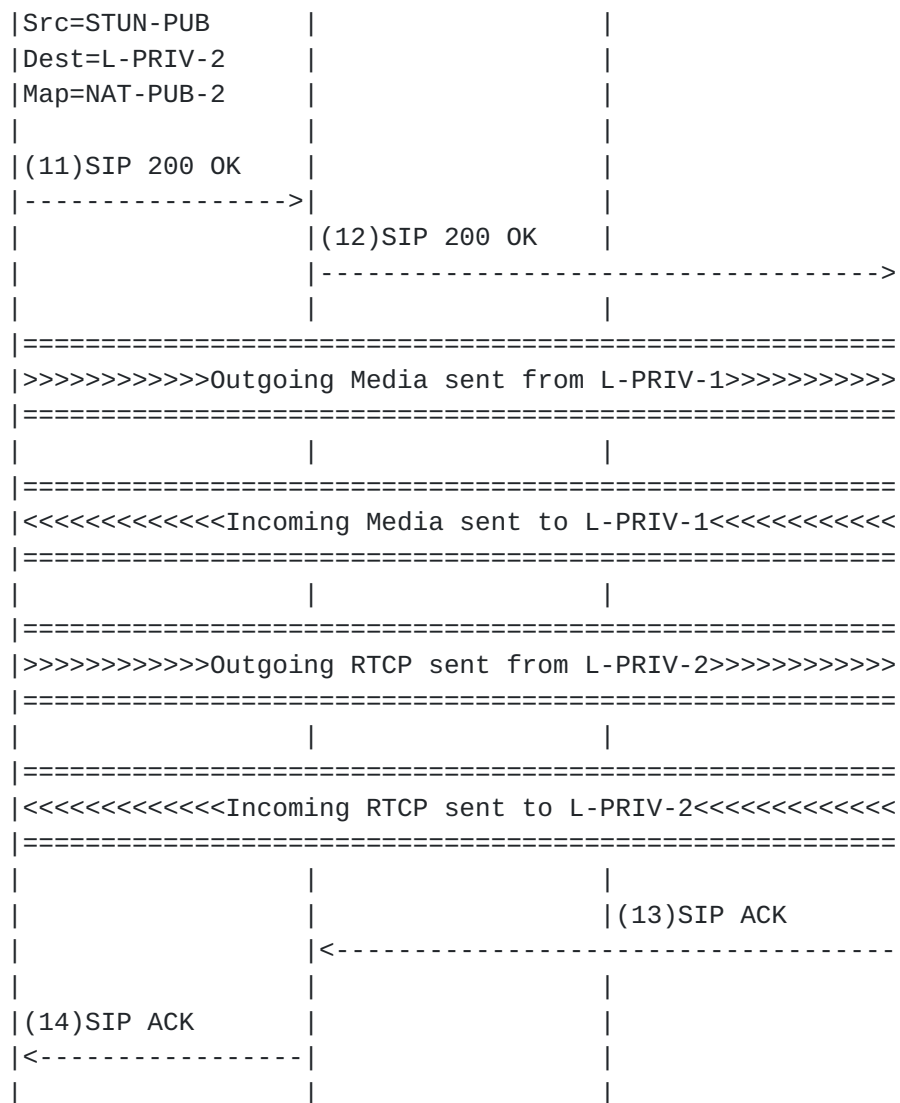 |Src=STUN-PUB      |                  |
|Dest=L-PRIV-2     |                  |
|Map=NAT-PUB-2     |                  |
|                  |                  |
|(11)SIP 200 OK    |                  |
|----------------->|                  |
|                  |(12)SIP 200 OK    |
|                  |------------------------------------>
|                  |                  |
|========================================================
|>>>>>>>>>>>>Outgoing Media sent from L-PRIV-1>>>>>>>>>>>
|========================================================
|                  |                  |
|========================================================
|<<<<<<<<<<<<<Incoming Media sent to L-PRIV-1<<<<<<<<<<<<
|========================================================
|                  |                  |
|========================================================
|>>>>>>>>>>>>Outgoing RTCP sent from L-PRIV-2>>>>>>>>>>>>
|========================================================
|                  |                  |
|========================================================
|<<<<<<<<<<<<<Incoming RTCP sent to L-PRIV-2<<<<<<<<<<<<<
|========================================================
|                  |                  |
|                  |                  |(13)SIP ACK
|                  |<------------------------------------
|                  |                  |
|(14)SIP ACK       |                  |
|<-----------------|                  |
|                  |                  |